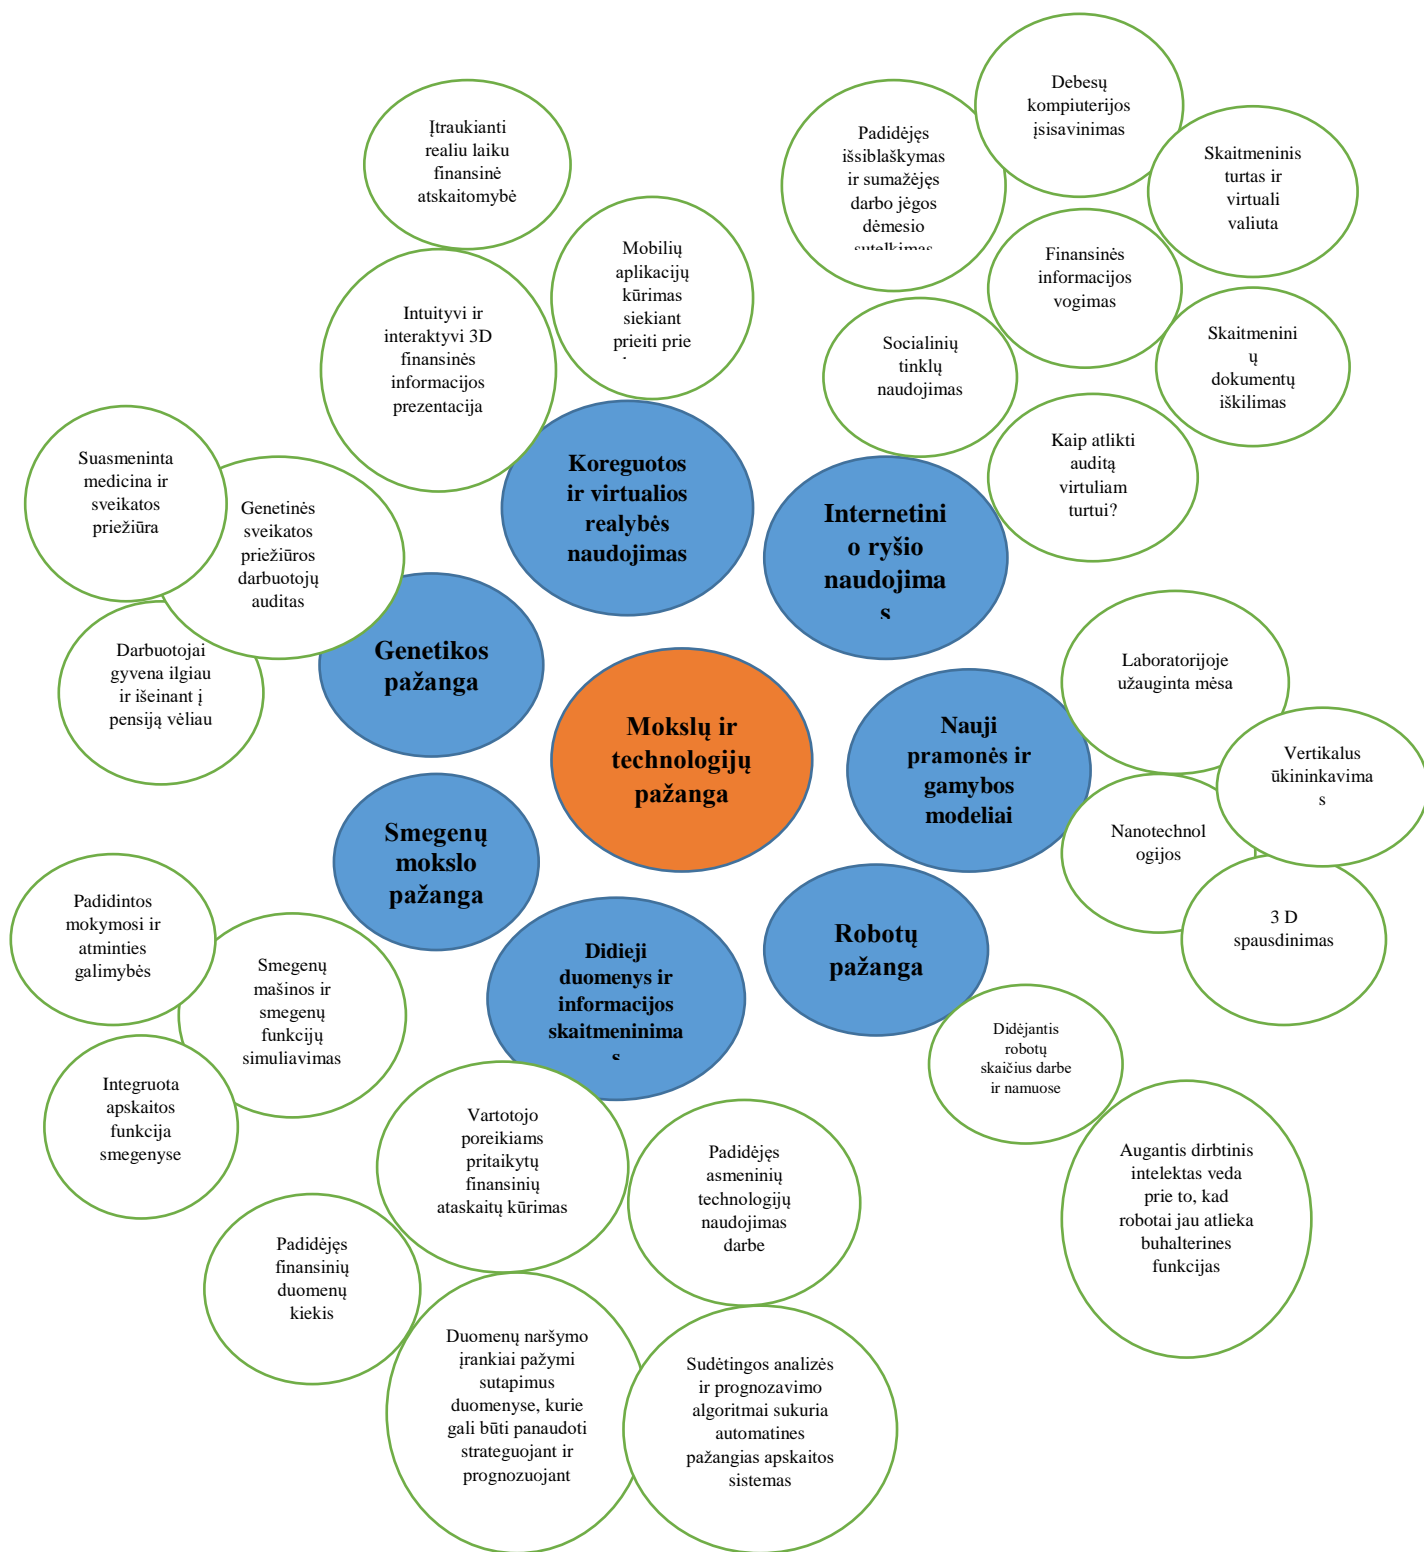 Įtraukianti
realiu laiku
finansinė
atskaitomybė
Mobilių
aplikacijų
kūrimas
siekiant
prieiti prie
Intuityvi ir
interaktyvi 3D
finansinės
informacijos
prezentacija
Koreguotos
ir virtualios
realybės
naudojimas
Debesų
kompiuterijos
įsisavinimas
Padidėjęs
išsiblaškymas
ir sumažėjęs
darbo jėgos
dėmesio
sutelkimas
Skaitmeninis
turtas ir
virtuali
valiuta
Finansinės
informacijos
vogimas
Socialinių
tinklų
naudojimas
Skaitmenini
ų
dokumentų
iškilimas
Kaip atlikti
auditą
virtuliam
turtui?
Internetini
o ryšio
naudojima
s
Suasmeninta
medicina ir
sveikatos
priežiūra
Genetinės
sveikatos
priežiūros
darbuotojų
auditas
Darbuotojai
gyvena ilgiau
ir išeinant į
pensiją vėliau
Genetikos
pažanga
Mokslų ir
technologijų
pažanga
Nauji
pramonės ir
gamybos
modeliai
Laboratorijoje
užauginta mėsa
Vertikalus
ūkininkavima
s
Nanotechnol
ogijos
3 D
spausdinimas
Smegenų
mokslo
pažanga
Padidintos
mokymosi ir
atminties
galimybės
Smegenų
mašinos ir
smegenų
funkcijų
simuliavimas
Integruota
apskaitos
funkcija
smegenyse
Didieji
duomenys ir
informacijos
skaitmeninima
s
Robotų
pažanga
Didėjantis
robotų
skaičius darbe
ir namuose
Augantis dirbtinis
intelektas veda
prie to, kad
robotai jau atlieka
buhalterines
funkcijas
Vartotojo
poreikiams
pritaikytų
finansinių
ataskaitų kūrimas
Padidėjęs
asmeninių
technologijų
naudojimas
darbe
Padidėjęs
finansinių
duomenų
kiekis
Duomenų naršymo
įrankiai pažymi
sutapimus
duomenyse, kurie
gali būti panaudoti
strateguojant ir
prognozuojant
Sudėtingos analizės
ir prognozavimo
algoritmai sukuria
automatines
pažangias apskaitos
sistemas